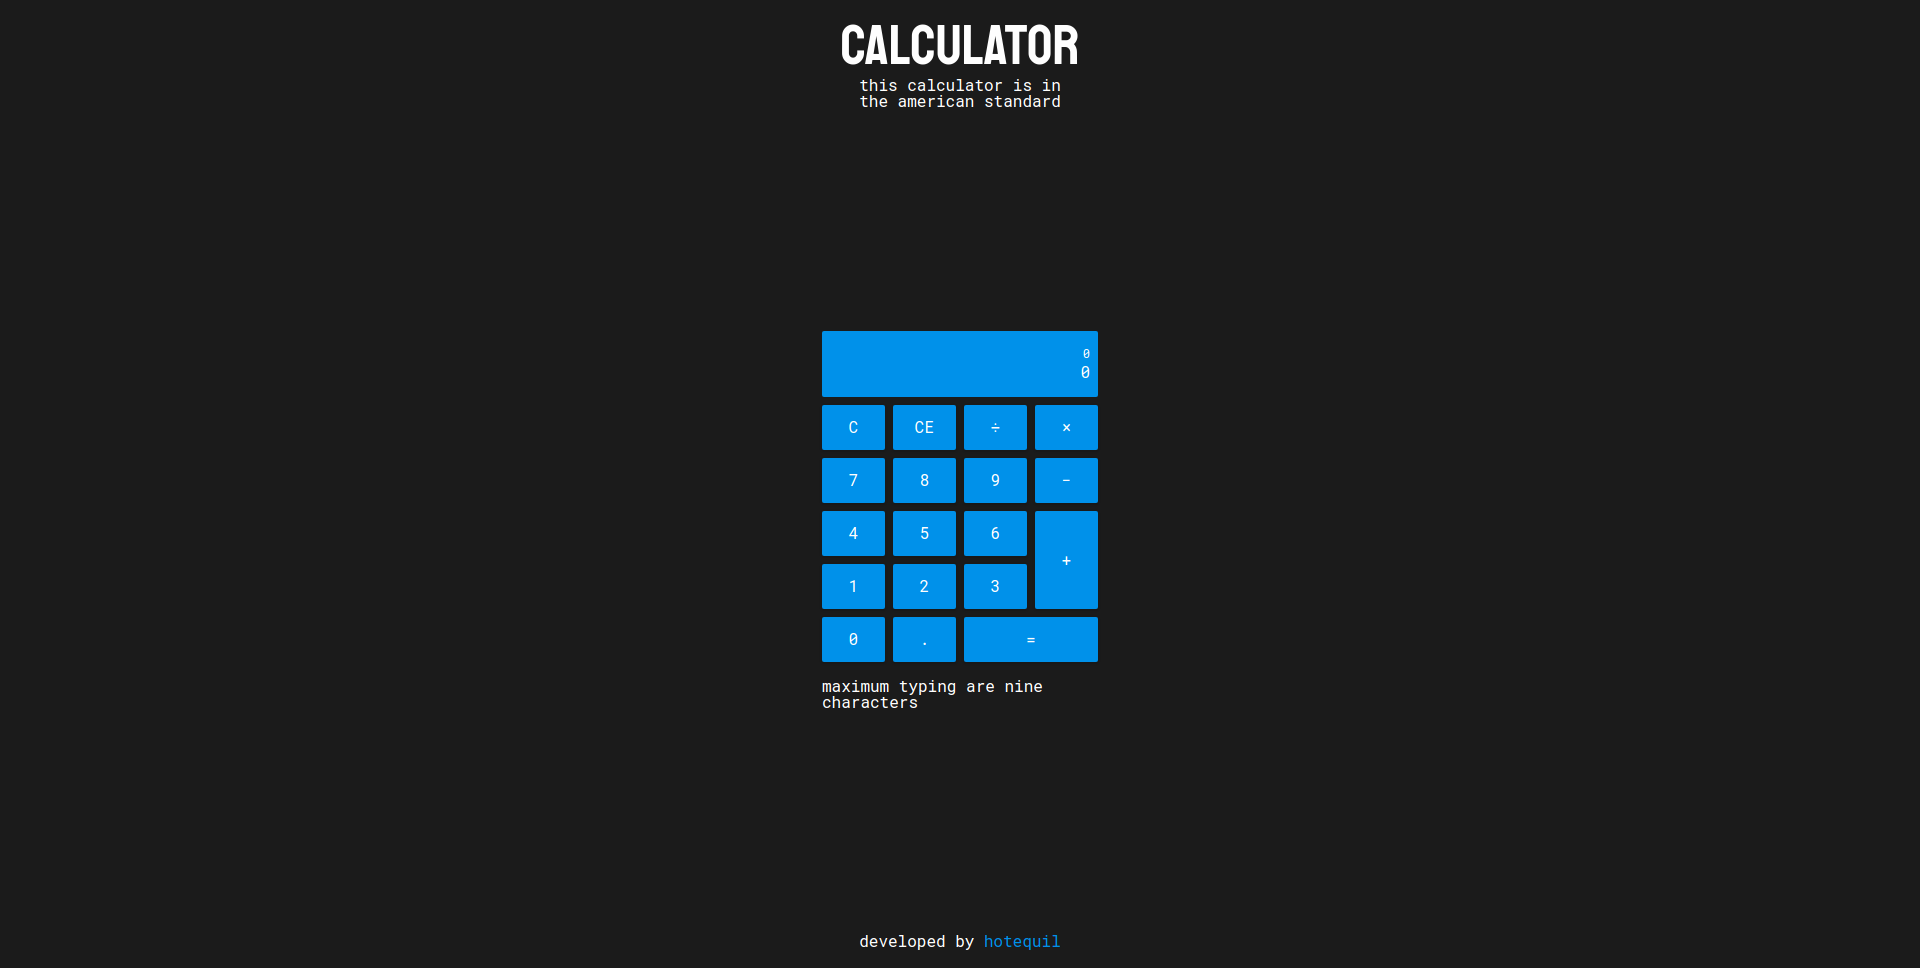 CALCULATOR
this calculator is in
the american standard
0
0
C CE ÷ ×
7 8 9 -
4 5 6
+
1 2 3
0 . =
maximum typing are nine
characters
developed by hotequil